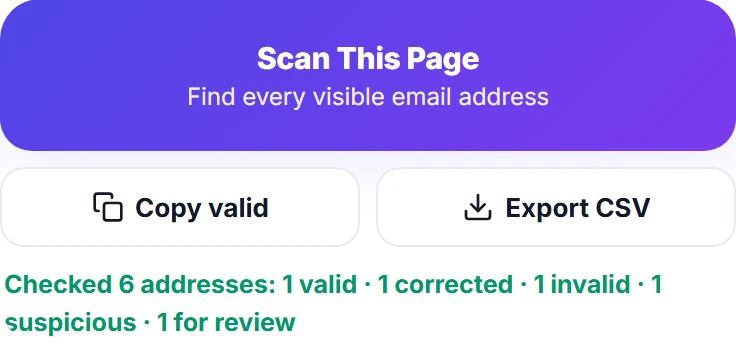 Scan This Page
Find every visible email address
Copy valid
Export CSV
Checked 6 addresses: 1 valid · 1 corrected · 1 invalid · 1
suspicious · 1 for review